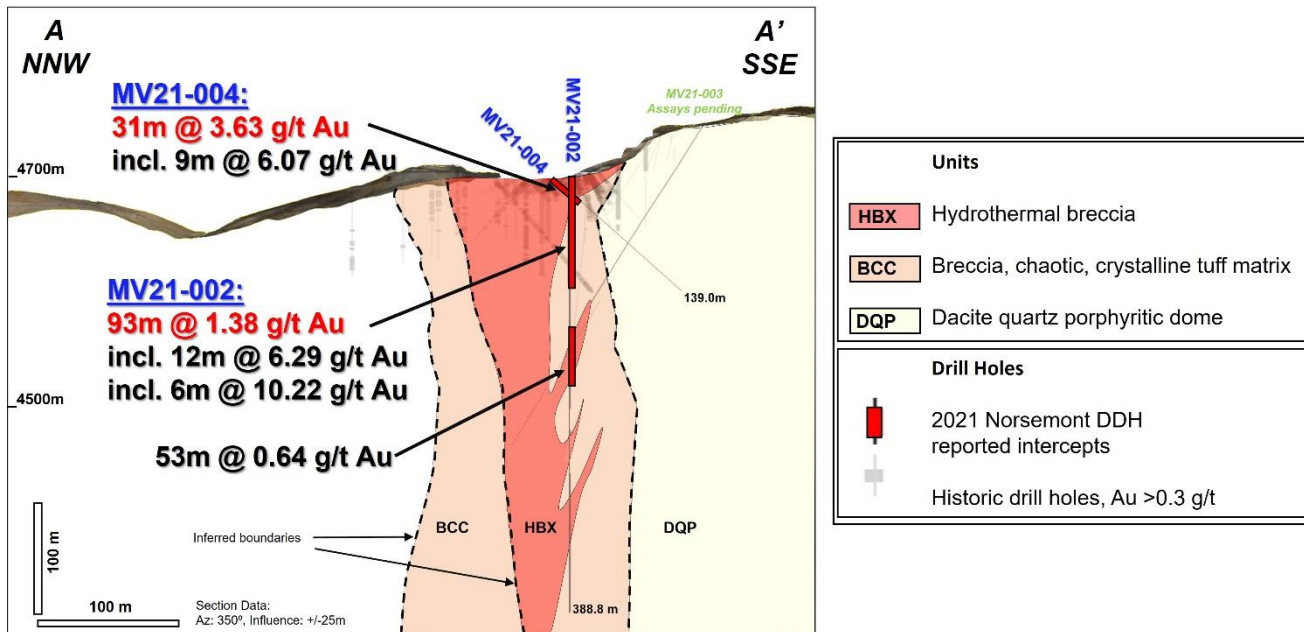 A
NNW
A'
SSE
MV21-004:
31m @ 3.63 g/t Au
incl. 9m @ 6.07 g/t Au
MV21-004
MV21-002
MV21-003
Assays pending
4700m
MV21-002:
93m @ 1.38 g/t Au
incl. 12m @ 6.29 g/t Au
incl. 6m @ 10.22 g/t Au
139.0m
4500m
53m @ 0.64 g/t Au
BCC
HBX
DQP
Inferred boundaries
100 m
100 m
Section Data:
Az: 350º, Influence: +/-25m
388.8 m
Units
HBX Hydrothermal breccia
BCC Breccia, chaotic, crystalline tuff matrix
DQP Dacite quartz porphyritic dome
Drill Holes
2021 Norsemont DDH
reported intercepts
Historic drill holes, Au >0.3 g/t